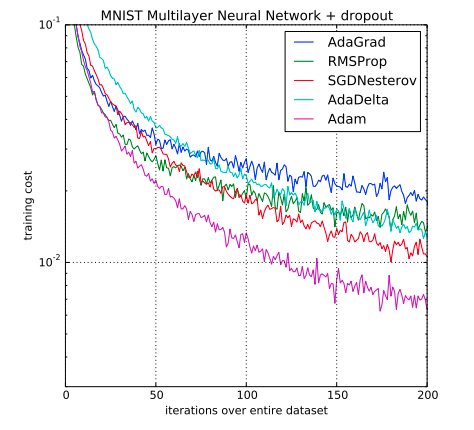 MNIST Multilayer Neural Network + dropout
10⁻¹
AdaGrad
RMSProp
SGDNesterov
AdaDelta
Adam
training cost
10⁻²
0 50 100 150 200
iterations over entire dataset